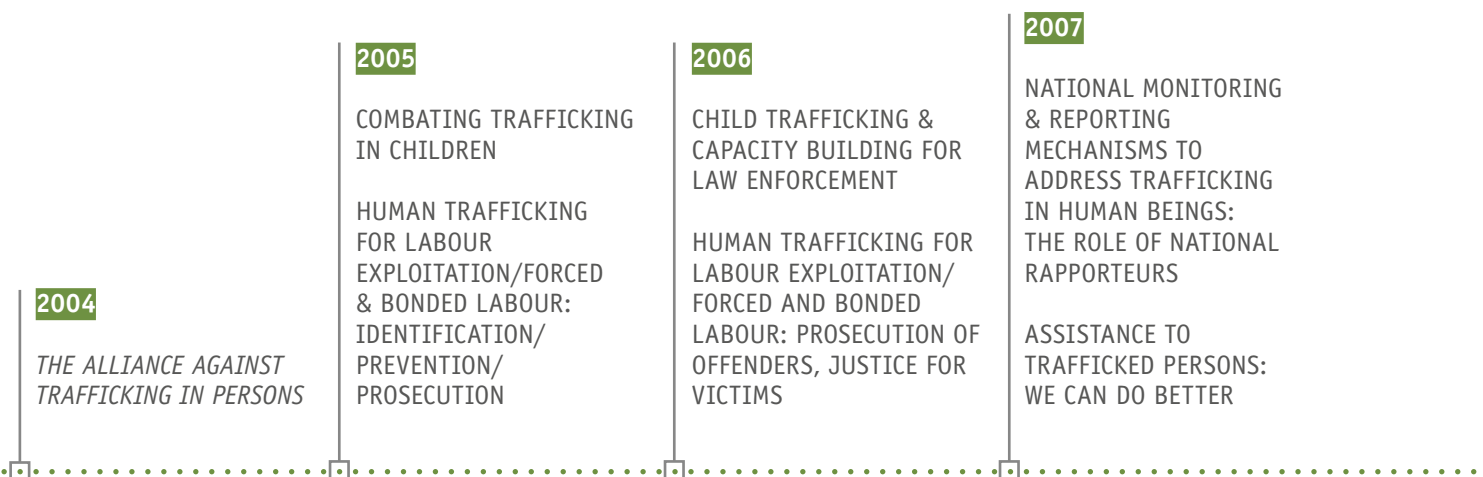 2004
THE ALLIANCE AGAINST
TRAFFICKING IN PERSONS
2005
COMBATING TRAFFICKING
IN CHILDREN
HUMAN TRAFFICKING
FOR LABOUR
EXPLOITATION/FORCED
& BONDED LABOUR:
IDENTIFICATION/
PREVENTION/
PROSECUTION
2006
CHILD TRAFFICKING &
CAPACITY BUILDING FOR
LAW ENFORCEMENT
HUMAN TRAFFICKING FOR
LABOUR EXPLOITATION/
FORCED AND BONDED
LABOUR: PROSECUTION OF
OFFENDERS, JUSTICE FOR
VICTIMS
2007
NATIONAL MONITORING
& REPORTING
MECHANISMS TO
ADDRESS TRAFFICKING
IN HUMAN BEINGS:
THE ROLE OF NATIONAL
RAPPORTEURS
ASSISTANCE TO
TRAFFICKED PERSONS:
WE CAN DO BETTER